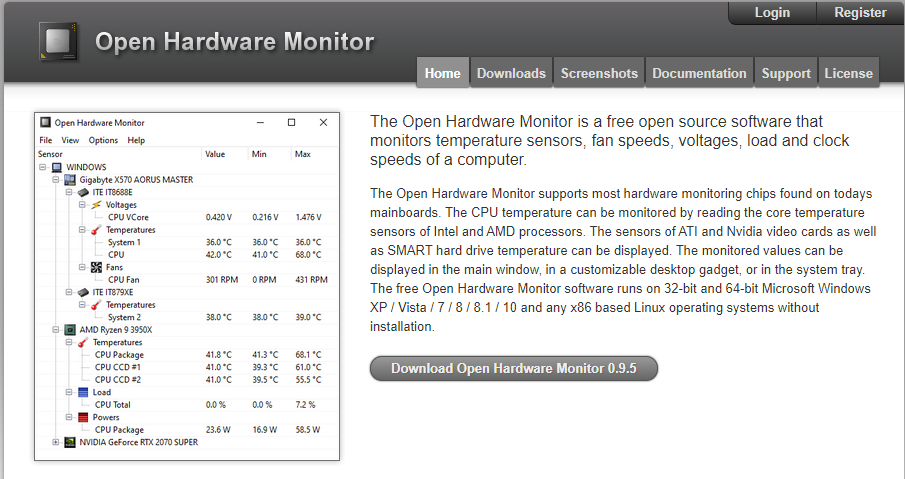 Login Register
Open Hardware Monitor
Home Downloads Screenshots Documentation Support License
Open Hardware Monitor
File View Options Help
Sensor Value Min Max
WINDOWS
Gigabyte X570 AORUS MASTER
ITE IT8688E
Voltages
CPU VCore 0.420 V 0.216 V 1.476 V
Temperatures
System 1 36.0 °C 36.0 °C 36.0 °C
CPU 42.0 °C 41.0 °C 68.0 °C
Fans
CPU Fan 301 RPM 0 RPM 431 RPM
ITE IT879XE
Temperatures
System 2 38.0 °C 38.0 °C 39.0 °C
AMD Ryzen 9 3950X
Temperatures
CPU Package 41.8 °C 41.3 °C 68.1 °C
CPU CCD #1 41.0 °C 39.3 °C 61.0 °C
CPU CCD #2 41.0 °C 39.5 °C 55.5 °C
Load
CPU Total 0.0 % 0.0 % 7.2 %
Powers
CPU Package 23.6 W 16.9 W 58.5 W
NVIDIA GeForce RTX 2070 SUPER
The Open Hardware Monitor is a free open source software that
monitors temperature sensors, fan speeds, voltages, load and clock
speeds of a computer.
The Open Hardware Monitor supports most hardware monitoring chips found on todays
mainboards. The CPU temperature can be monitored by reading the core temperature
sensors of Intel and AMD processors. The sensors of ATI and Nvidia video cards as well
as SMART hard drive temperature can be displayed. The monitored values can be
displayed in the main window, in a customizable desktop gadget, or in the system tray.
The free Open Hardware Monitor software runs on 32-bit and 64-bit Microsoft Windows
XP / Vista / 7 / 8 / 8.1 / 10 and any x86 based Linux operating systems without
installation.
Download Open Hardware Monitor 0.9.5